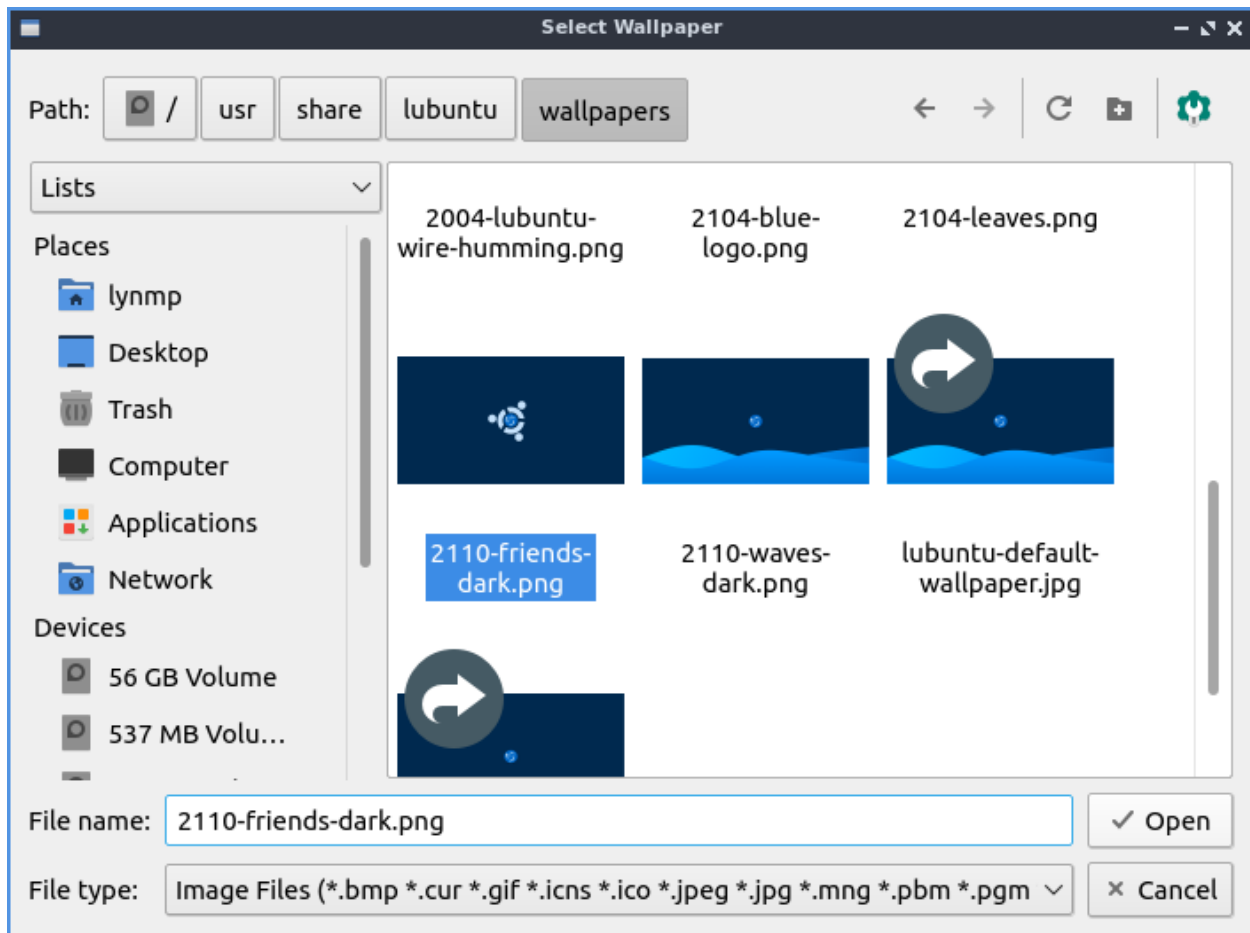 Select Wallpaper
Path: / usr share lubuntu wallpapers
Lists
Places
lynmp
Desktop
Trash
Computer
Applications
Network
Devices
56 GB Volume
537 MB Volu...
2004-lubuntu-
wire-humming.png
2104-blue-
logo.png
2104-leaves.png
2110-friends-
dark.png
2110-waves-
dark.png
lubuntu-default-
wallpaper.jpg
File name: 2110-friends-dark.png
Open
File type: Image Files (*.bmp *.cur *.gif *.icns *.ico *.jpeg *.jpg *.mng *.pbm *.pgm
Cancel